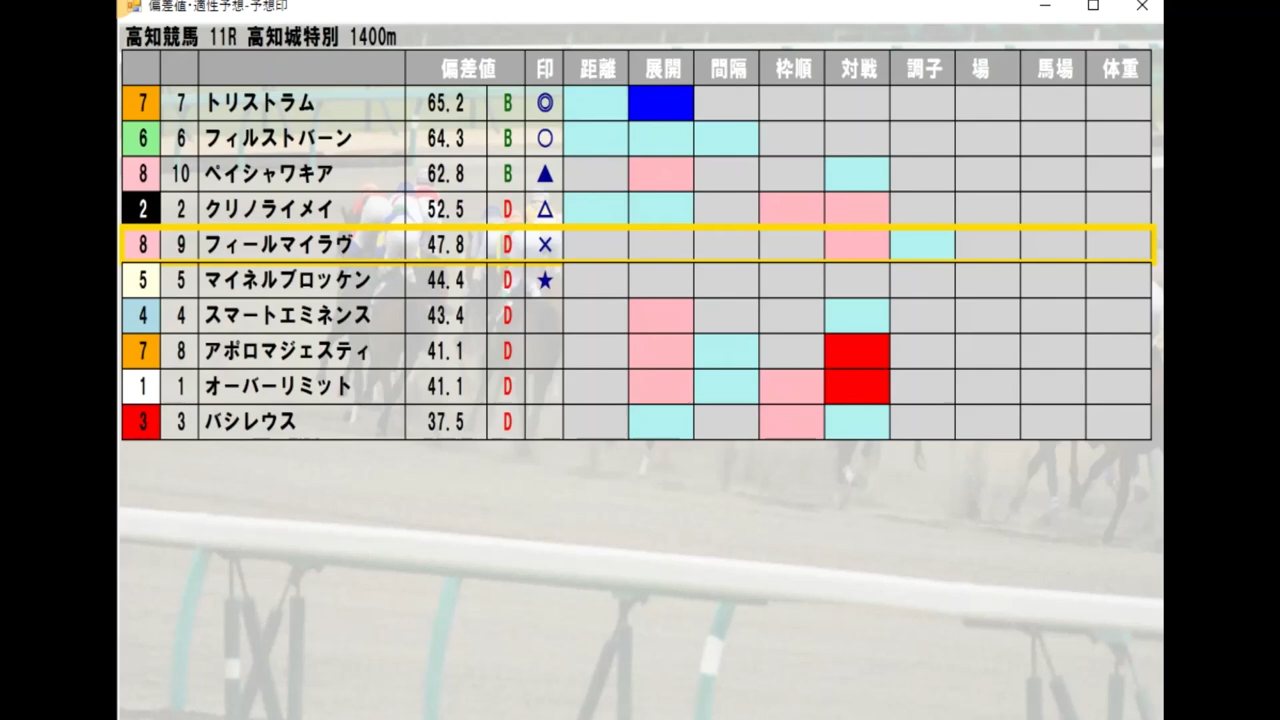 偏差値・適性予想-予想印
高知競馬 11R 高知城特別 1400m
偏差値 印 距離 展開 間隔 枠順 対戦 調子 場 馬場 体重
7 7 トリストラム 65.2 B ◎
6 6 フィルストバーン 64.3 B ○
8 10 ペイシャワキア 62.8 B ▲
2 2 クリノライメイ 52.5 D △
8 9 フィールマイラヴ 47.8 D ×
5 5 マイネルブロッケン 44.4 D ★
4 4 スマートエミネンス 43.4 D
7 8 アポロマジェスティ 41.1 D
1 1 オーバーリミット 41.1 D
3 3 バシレウス 37.5 D